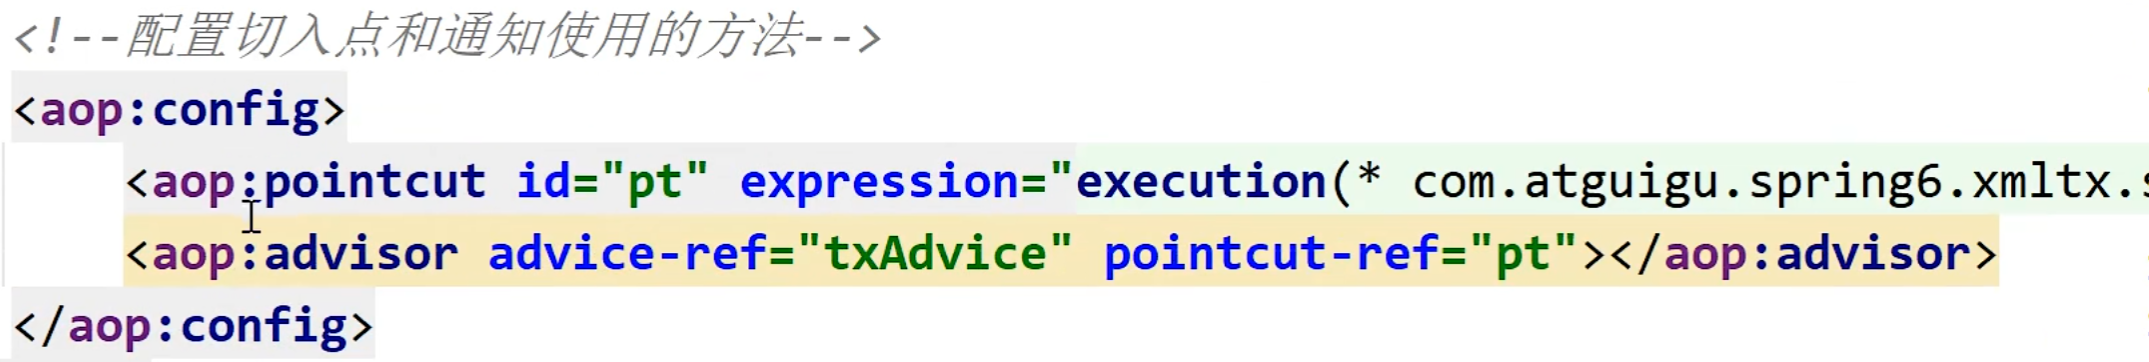 <!--配置切入点和通知使用的方法-->
<aop:config>
<aop:pointcut id="pt" expression="execution(* com.atguigu.spring6.xmltx.s
<aop:advisor advice-ref="txAdvice" pointcut-ref="pt"></aop:advisor>
</aop:config>